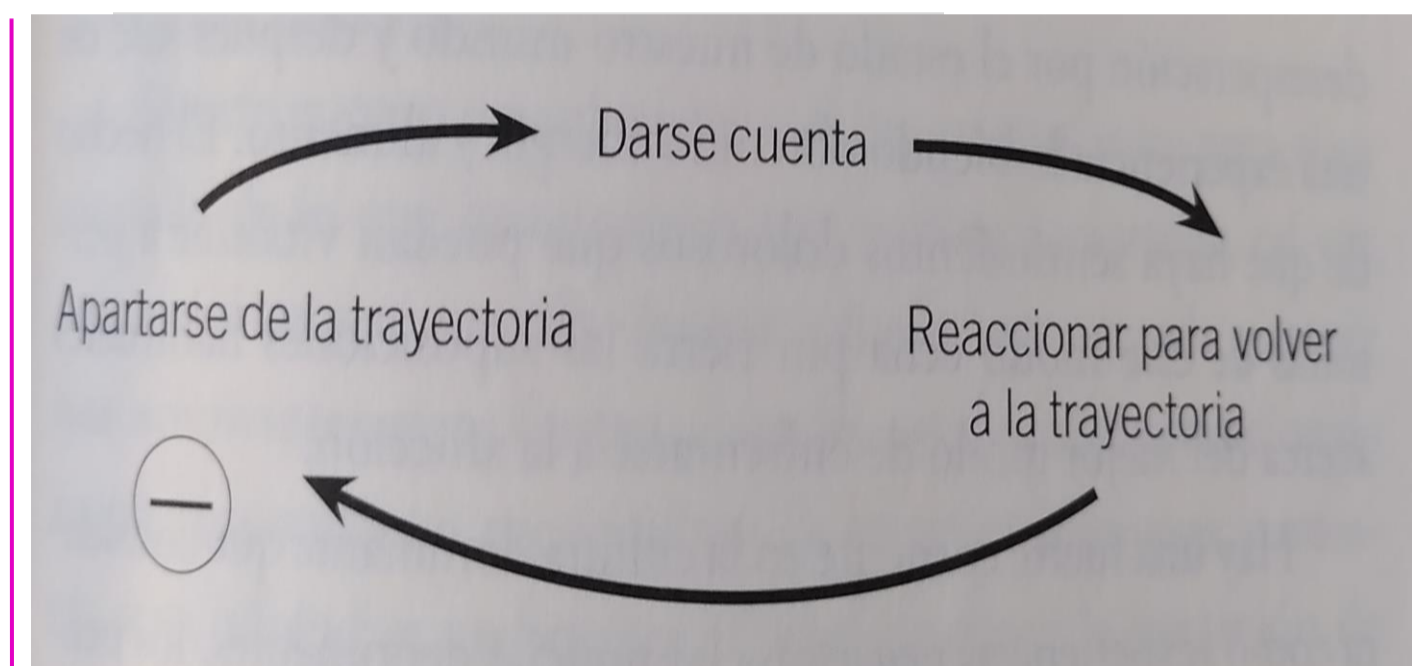 Darse cuenta
Apartarse de la trayectoria
Reaccionar para volver
a la trayectoria
—